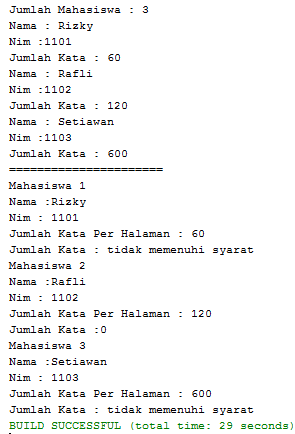 Jumlah Mahasiswa : 3
Nama : Rizky
Nim :1101
Jumlah Kata : 60
Nama : Rafli
Nim :1102
Jumlah Kata : 120
Nama : Setiawan
Nim :1103
Jumlah Kata : 600
======================
Mahasiswa 1
Nama :Rizky
Nim : 1101
Jumlah Kata Per Halaman : 60
Jumlah Kata : tidak memenuhi syarat
Mahasiswa 2
Nama :Rafli
Nim : 1102
Jumlah Kata Per Halaman : 120
Jumlah Kata :0
Mahasiswa 3
Nama :Setiawan
Nim : 1103
Jumlah Kata Per Halaman : 600
Jumlah Kata : tidak memenuhi syarat
BUILD SUCCESSFUL (total time: 29 seconds)